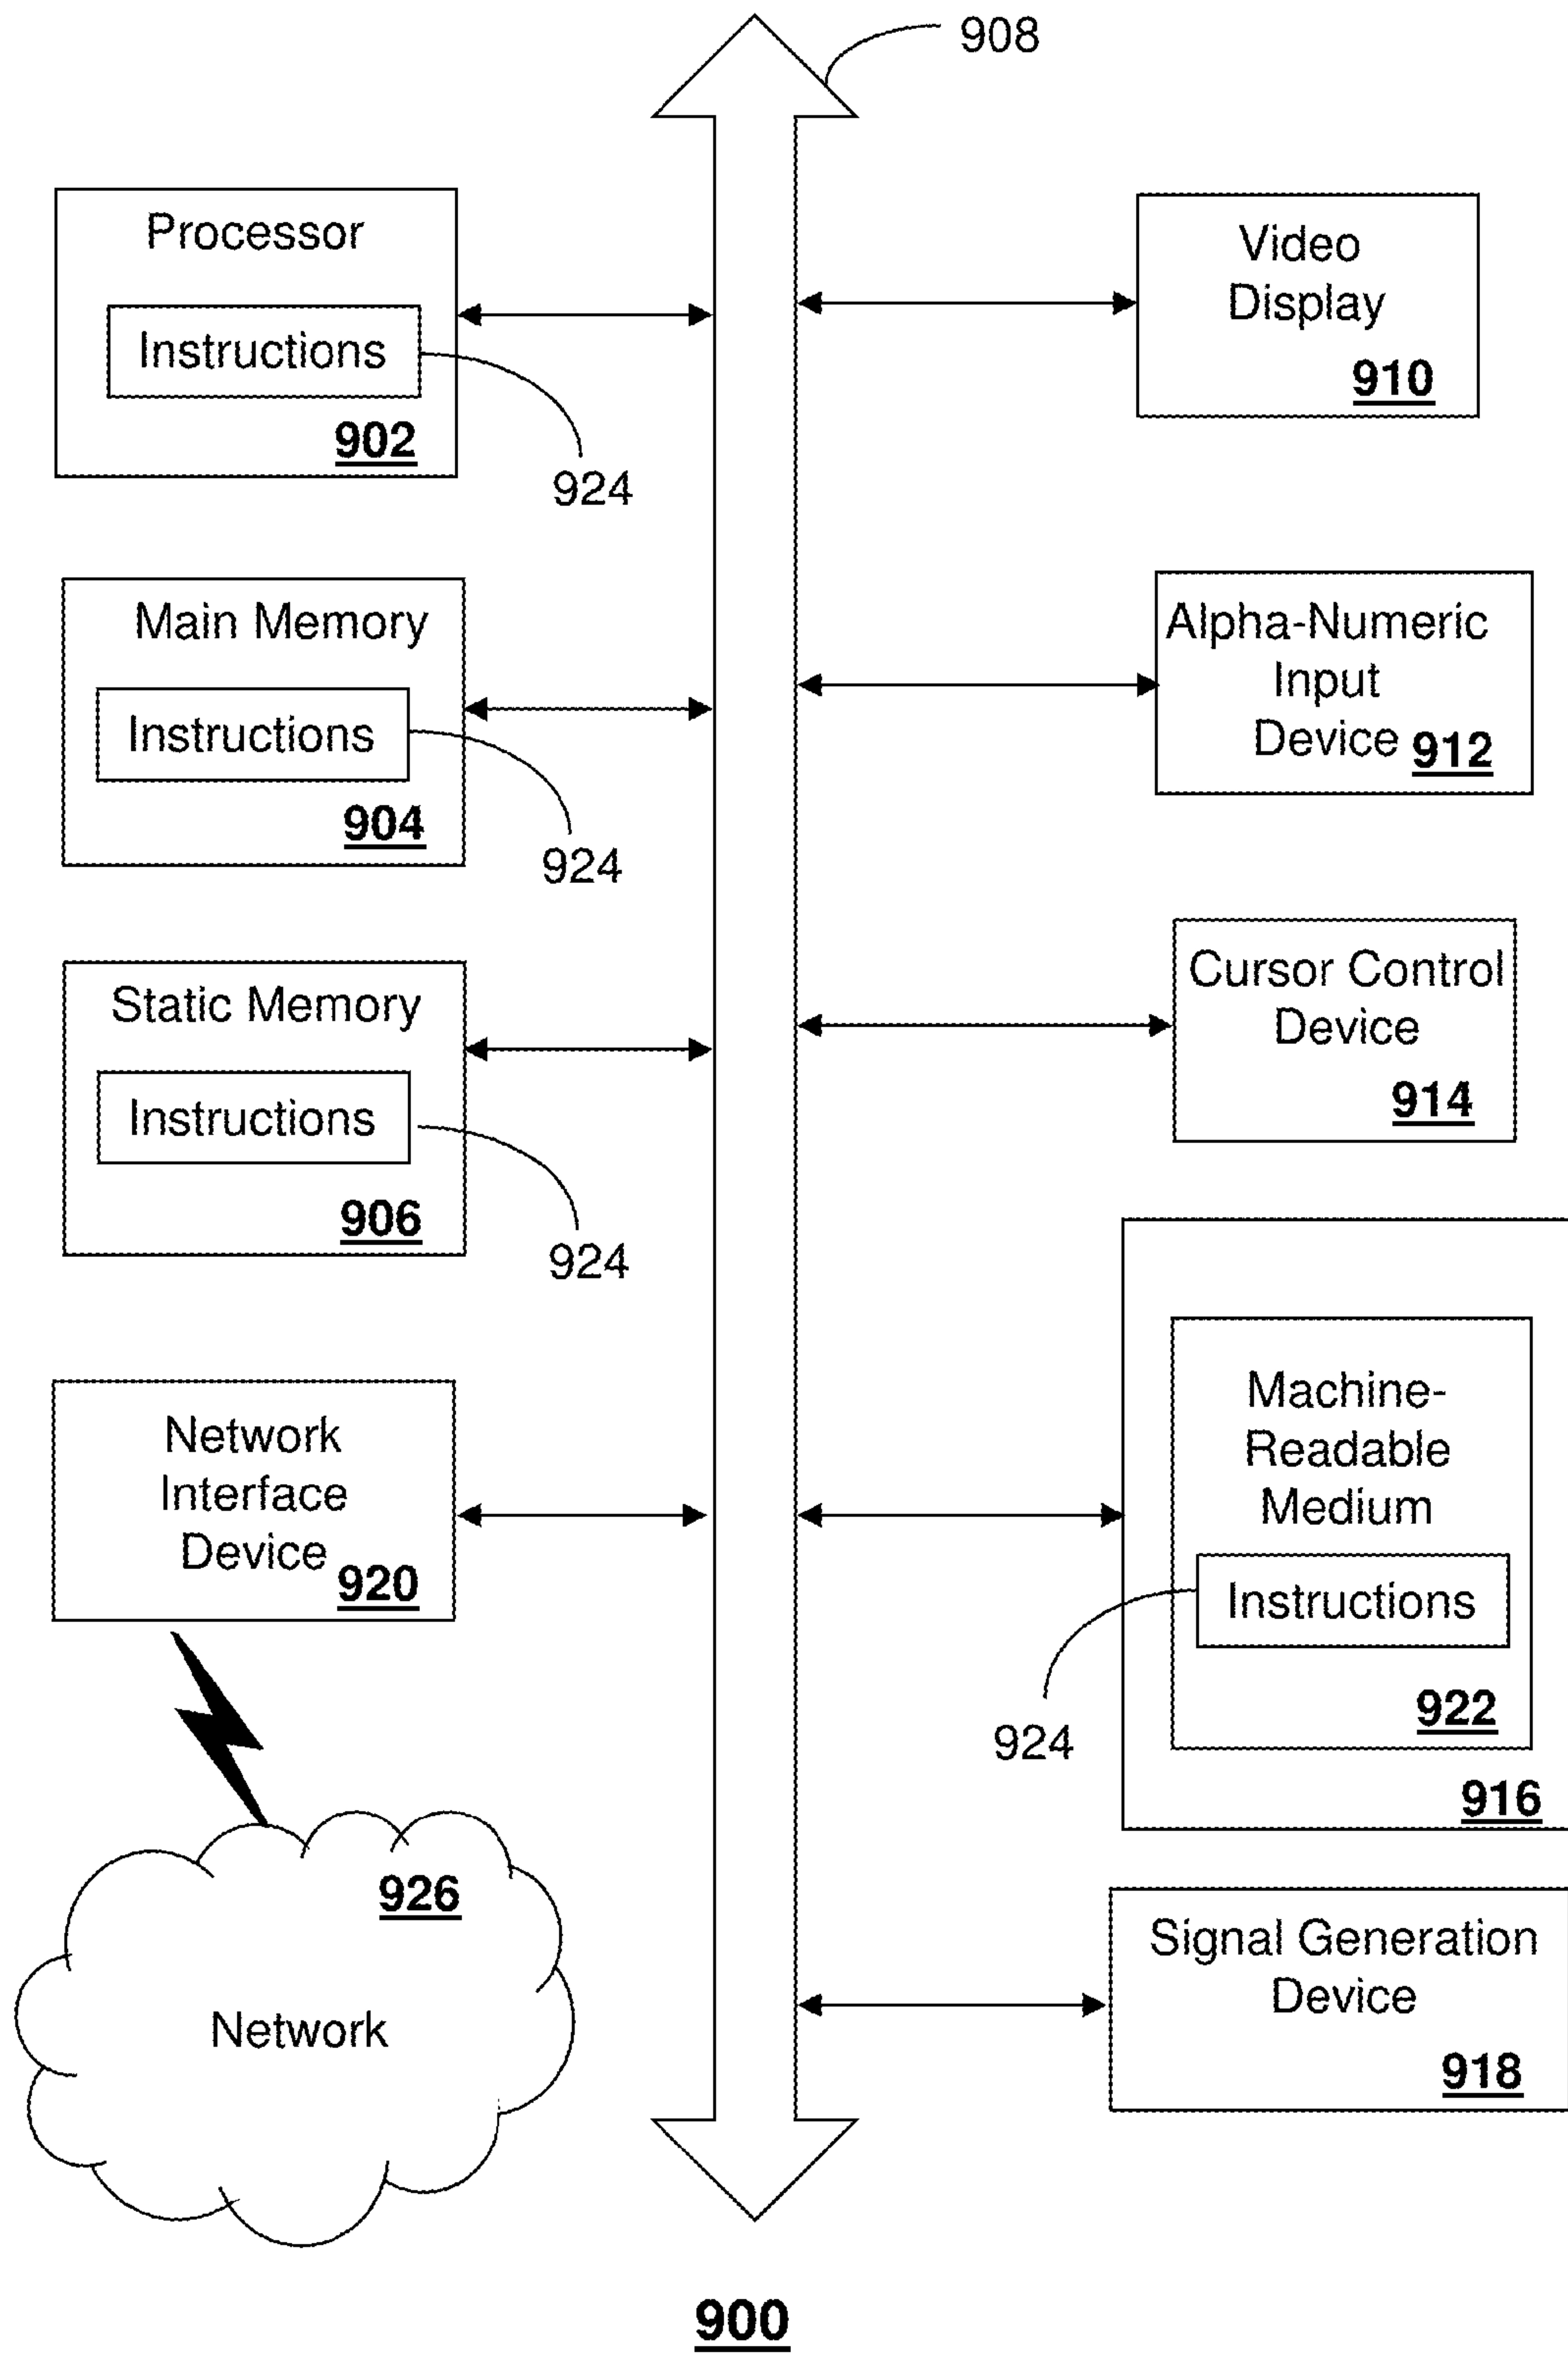 908
Processor
Instructions
902
924
Main Memory
Instructions
904
924
Static Memory
Instructions
906
924
Network
Interface
Device
920
926
Network
Video
Display
910
Alpha-Numeric
Input
Device
912
Cursor Control
Device
914
Machine-
Readable
Medium
Instructions
922
924
916
Signal Generation
Device
918
900